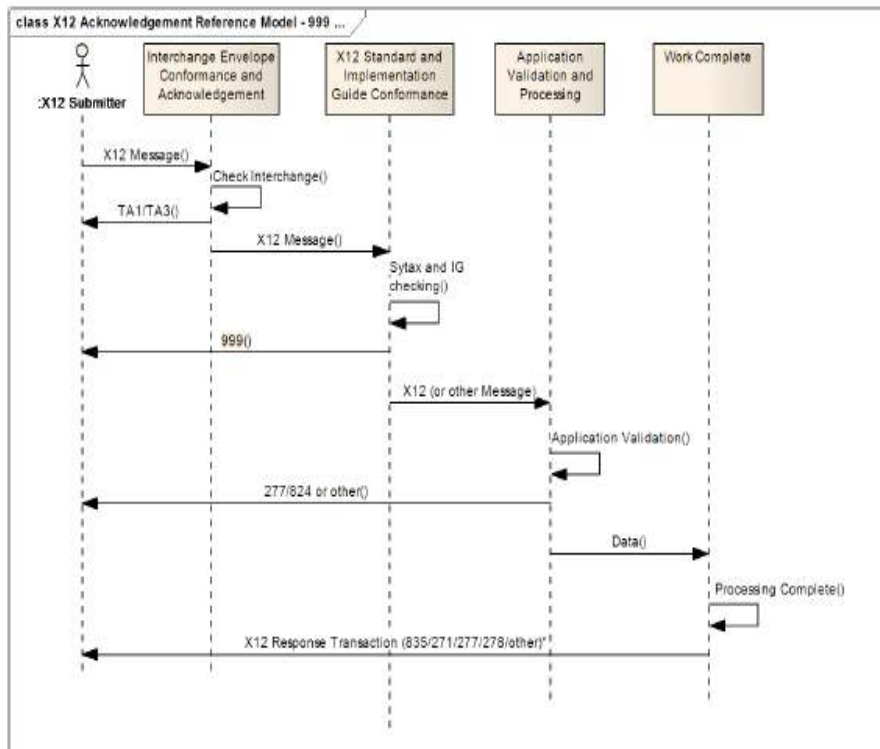 class X12 Acknowledgement Reference Model - 999 ...
:X12 Submitter
Interchange Envelope
Conformance and
Acknowledgement
X12 Standard and
Implementation
Guide Conformance
Application
Validation and
Processing
Work Complete
X12 Message()
Check Interchange()
TA1/TA3()
X12 Message()
Sytax and IG
checking()
999()
X12 (or other Message)
Application Validation()
277/824 or other()
Data()
Processing Complete()
X12 Response Transaction (835/271/277/278/other)*